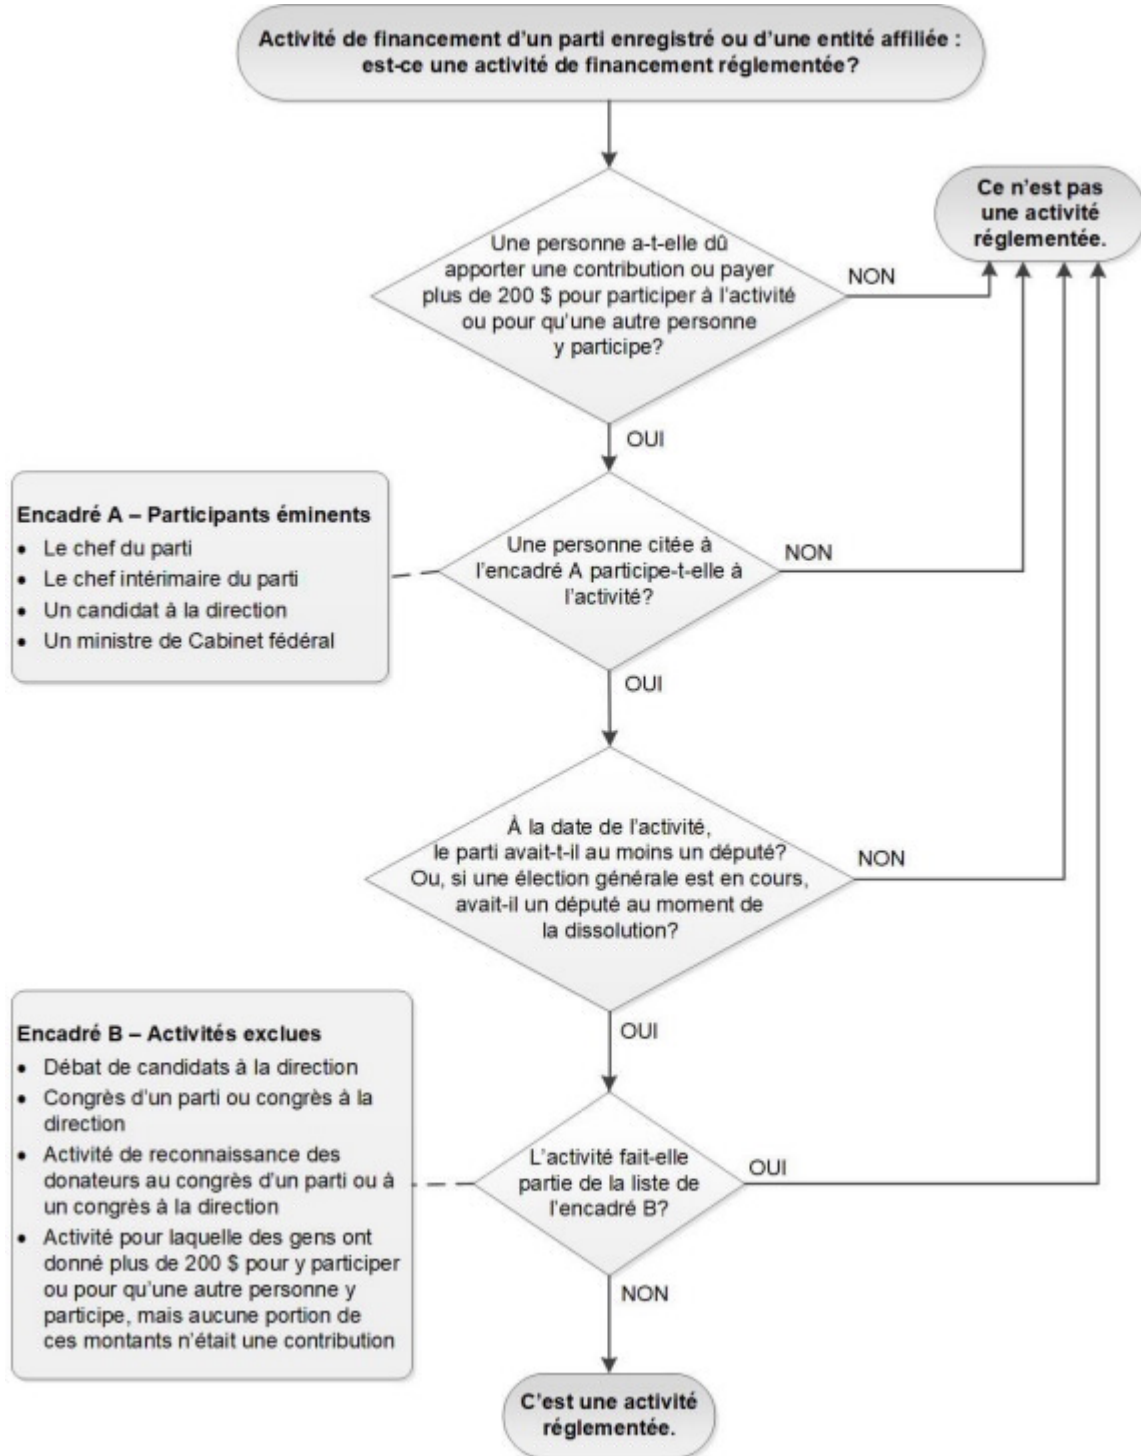 Activité de financement d’un parti enregistré ou d’une entité affiliée :
est-ce une activité de financement réglementée?
Ce n’est pas
une activité
réglementée.
Une personne a-t-elle dû
apporter une contribution ou payer
plus de 200 $ pour participer à l’activité
ou pour qu’une autre personne
y participe?
NON
OUI
Encadré A – Participants éminents
• Le chef du parti
• Le chef intérimaire du parti
• Un candidat à la direction
• Un ministre de Cabinet fédéral
Une personne citée à
l’encadré A participe-t-elle à
l’activité?
NON
OUI
À la date de l’activité,
le parti avait-t-il au moins un député?
Ou, si une élection générale est en cours,
avait-il un député au moment de
la dissolution?
NON
OUI
Encadré B – Activités exclues
• Débat de candidats à la direction
• Congrès d’un parti ou congrès à la
direction
• Activité de reconnaissance des
donateurs au congrès d’un parti ou à
un congrès à la direction
• Activité pour laquelle des gens ont
donné plus de 200 $ pour y participer
ou pour qu’une autre personne y
participe, mais aucune portion de
ces montants n’était une contribution
L’activité fait-elle
partie de la liste de
l’encadré B?
OUI
NON
C’est une activité
réglementée.